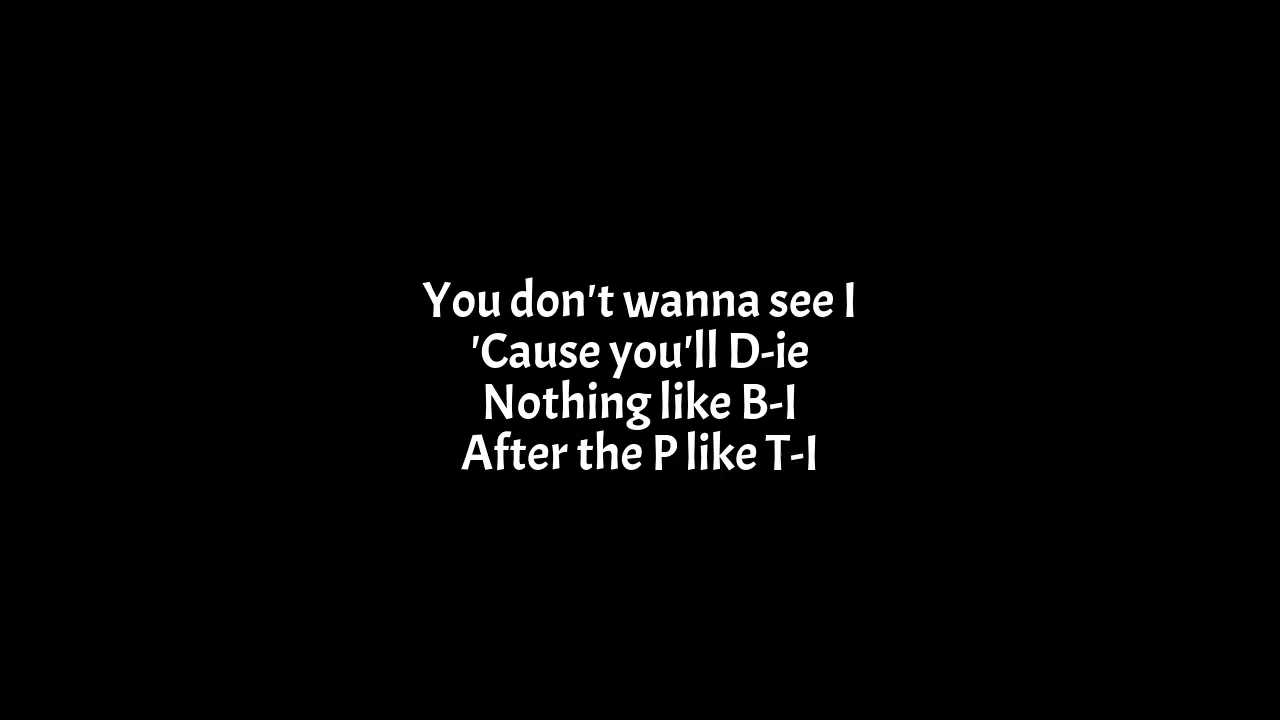 You don't wanna see I
'Cause you'll D-ie
Nothing like B-I
After the P like T-I